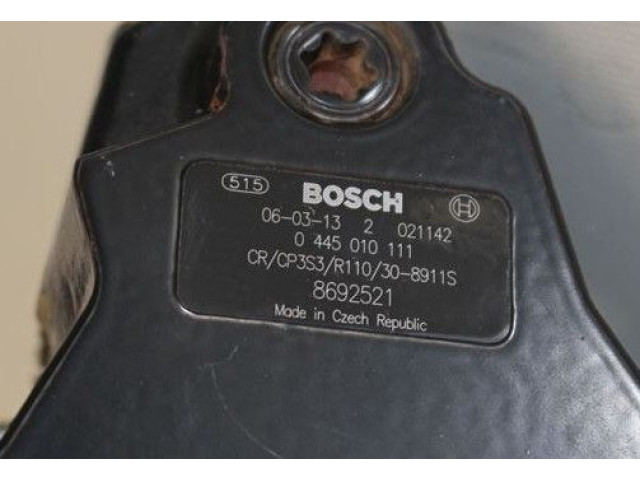 515 BOSCH
06-03-13 2 021142
0 445 010 111
CR/CP3S3/R110/30-8911S
8692521
Made in Czech Republic